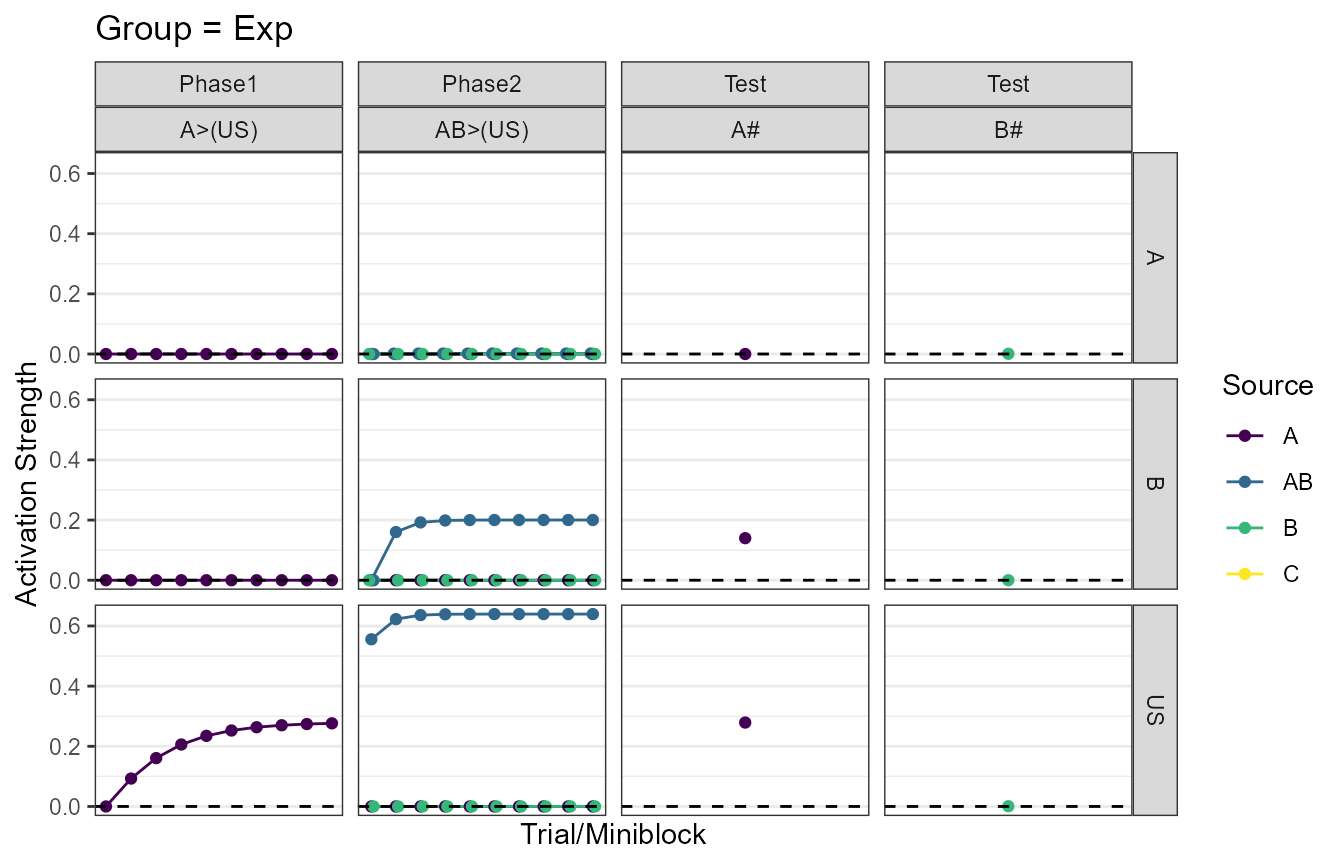 Group = Exp
Phase1
Phase2
Test
Test
A>(US)
AB>(US)
A#
B#
0.6
0.4
0.2
0.0
A
0.6
0.4
0.2
0.0
B
0.6
0.4
0.2
0.0
US
Activation Strength
Trial/Miniblock
Source
A
AB
B
C